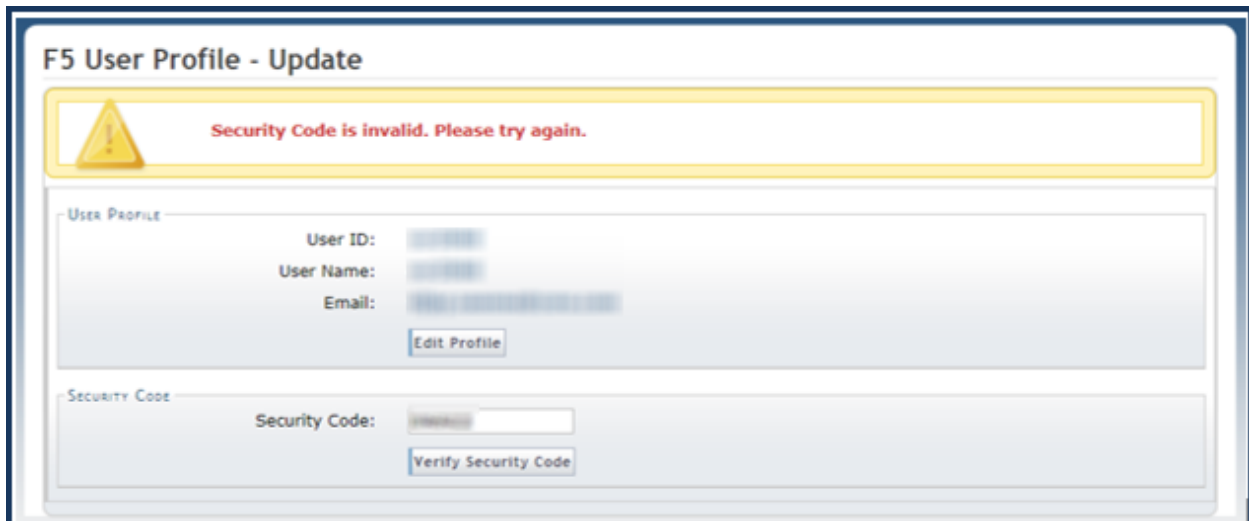 F5 User Profile - Update
Security Code is invalid. Please try again.
User Profile
User ID:
User Name:
Email:
Edit Profile
Security Code
Security Code:
Verify Security Code